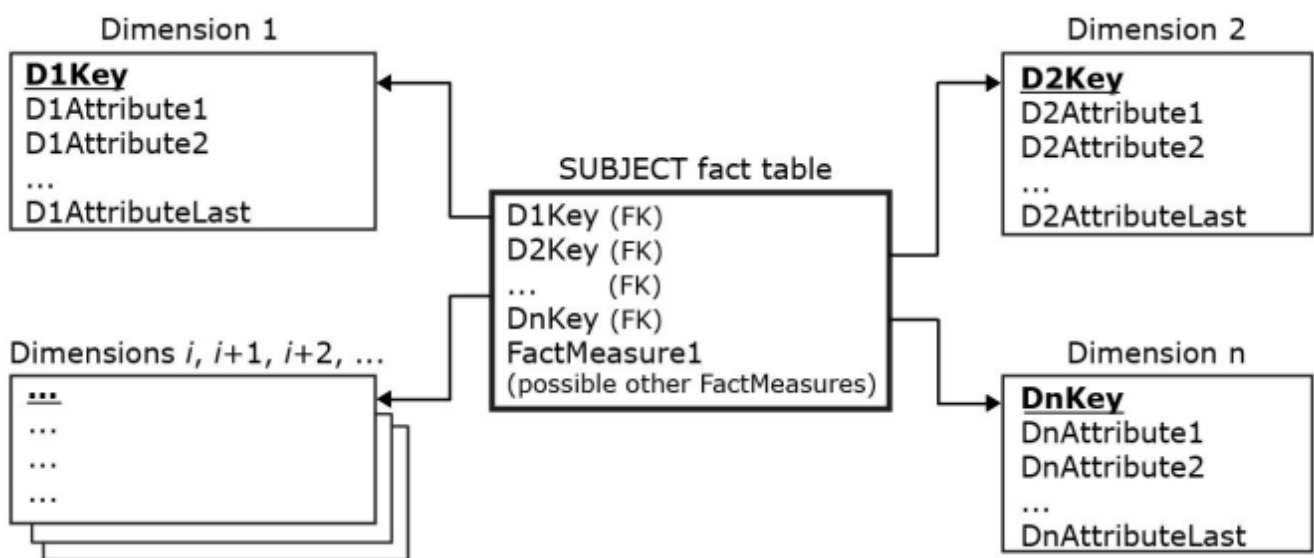 Dimension 1
D1Key
D1Attribute1
D1Attribute2
...
D1AttributeLast
Dimension 2
D2Key
D2Attribute1
D2Attribute2
...
D2AttributeLast
SUBJECT fact table
D1Key (FK)
D2Key (FK)
... (FK)
DnKey (FK)
FactMeasure1
(possible other FactMeasures)
Dimensions i, i+1, i+2, ...
...
...
...
...
Dimension n
DnKey
DnAttribute1
DnAttribute2
...
DnAttributeLast